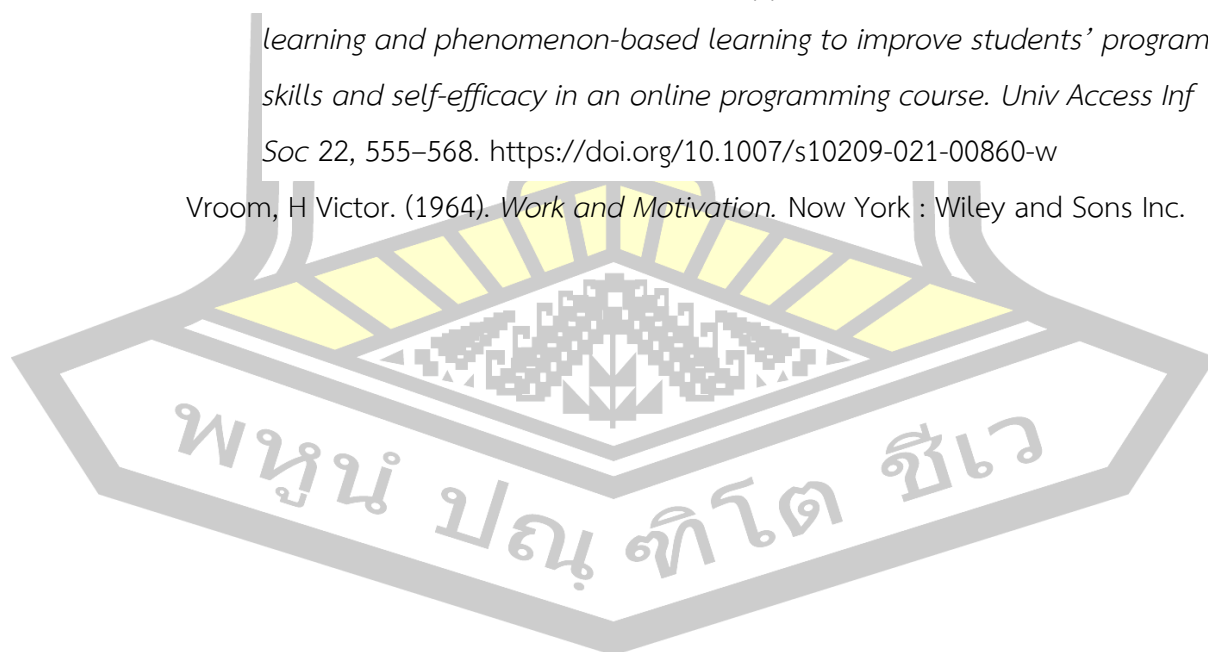 learning and phenomenon-based learning to improve students’ program
skills and self-efficacy in an online programming course. Univ Access Inf
Soc 22, 555–568. https://doi.org/10.1007/s10209-021-00860-w
Vroom, H Victor. (1964). Work and Motivation. Now York : Wiley and Sons Inc.
พหูนํ ปณฺฑิโต ชีเว